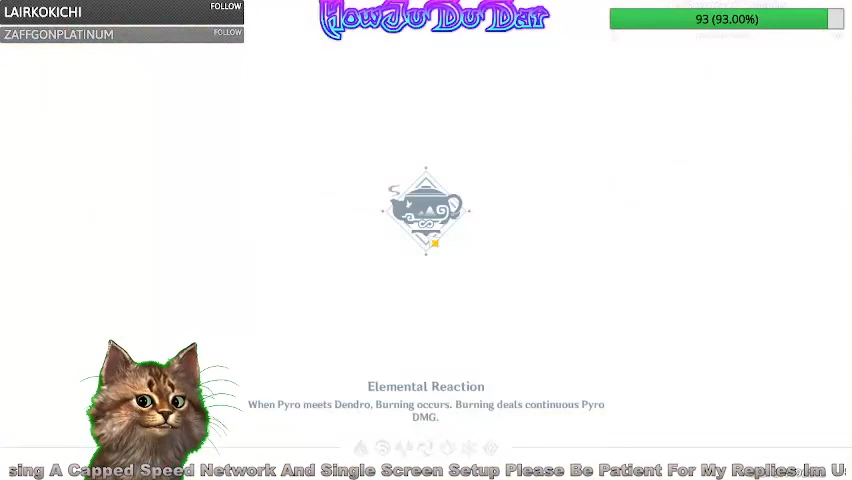 LAIRKOKICHI
FOLLOW
ZAFFGONPLATINUM
FOLLOW
HowJu Du Dat
93 (93.00%)
Elemental Reaction
When Pyro meets Dendro, Burning occurs. Burning deals continuous Pyro
DMG.
sing A Capped Speed Network And Single Screen Setup Please Be Patient For My Replies Im U